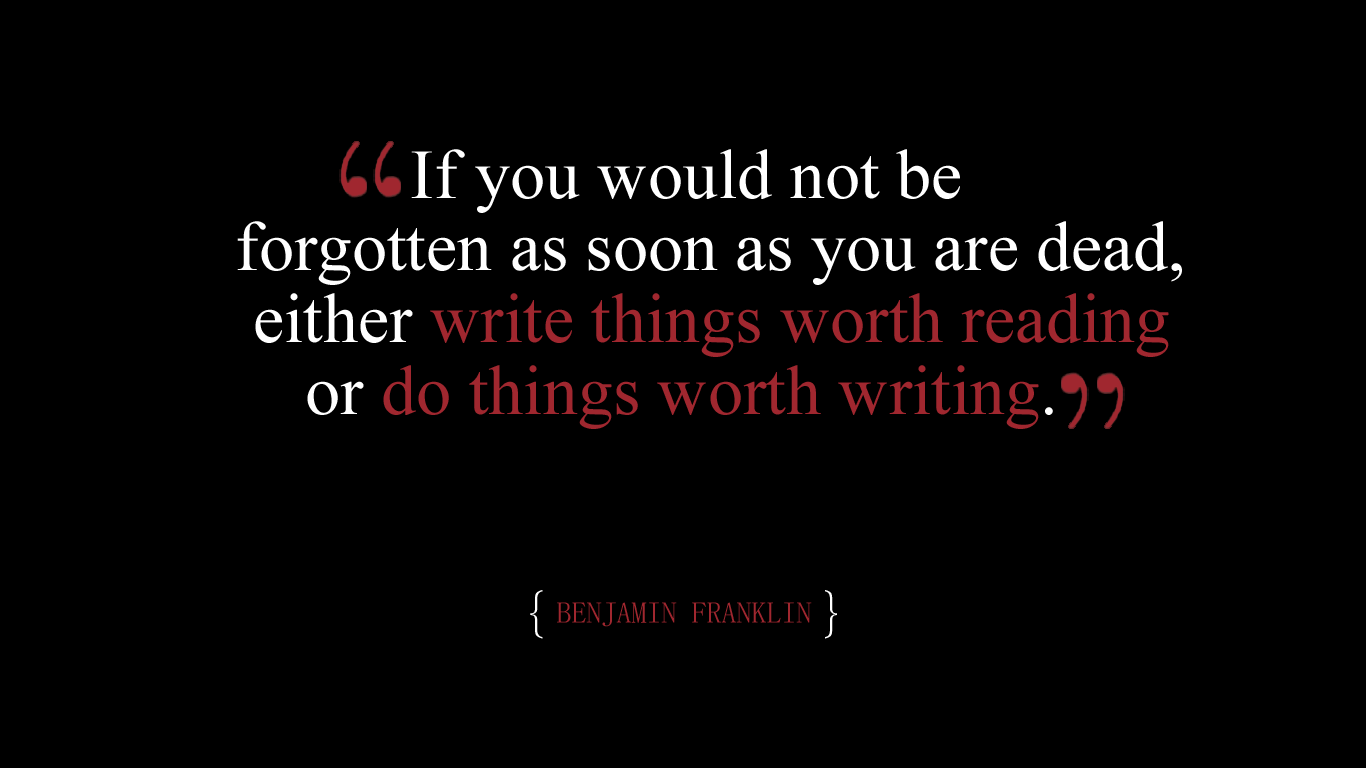 “If you would not be
forgotten as soon as you are dead,
either write things worth reading
or do things worth writing.”
{ BENJAMIN FRANKLIN }